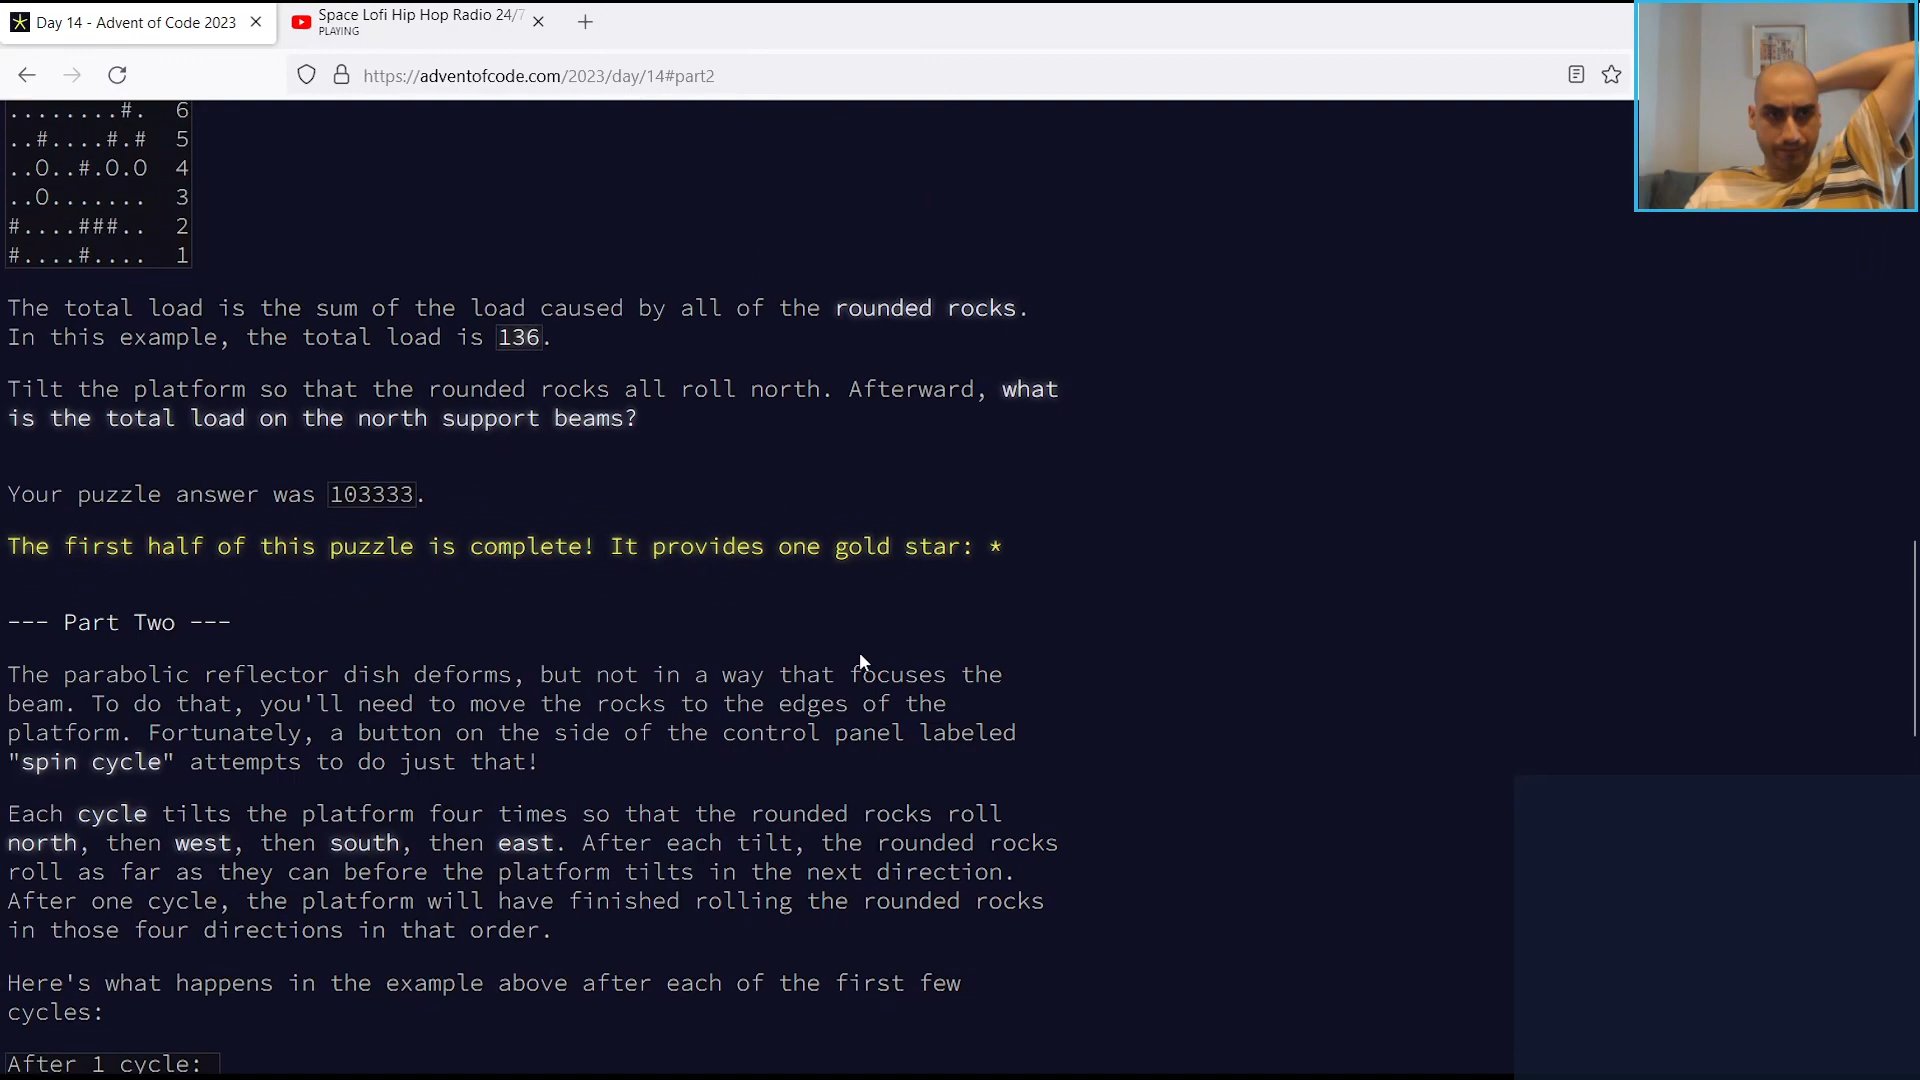 Day 14 - Advent of Code 2023
Space Lofi Hip Hop Radio 24/7
PLAYING
https://adventofcode.com/2023/day/14#part2
........#. 6
..#....#.# 5
..O..#.O.O 4
..O....... 3
#....###.. 2
#....#.... 1
The total load is the sum of the load caused by all of the rounded rocks.
In this example, the total load is 136.
Tilt the platform so that the rounded rocks all roll north. Afterward, what
is the total load on the north support beams?
Your puzzle answer was 103333.
The first half of this puzzle is complete! It provides one gold star: *
--- Part Two ---
The parabolic reflector dish deforms, but not in a way that focuses the
beam. To do that, you'll need to move the rocks to the edges of the
platform. Fortunately, a button on the side of the control panel labeled
"spin cycle" attempts to do just that!
Each cycle tilts the platform four times so that the rounded rocks roll
north, then west, then south, then east. After each tilt, the rounded rocks
roll as far as they can before the platform tilts in the next direction.
After one cycle, the platform will have finished rolling the rounded rocks
in those four directions in that order.
Here's what happens in the example above after each of the first few
cycles:
After 1 cycle: